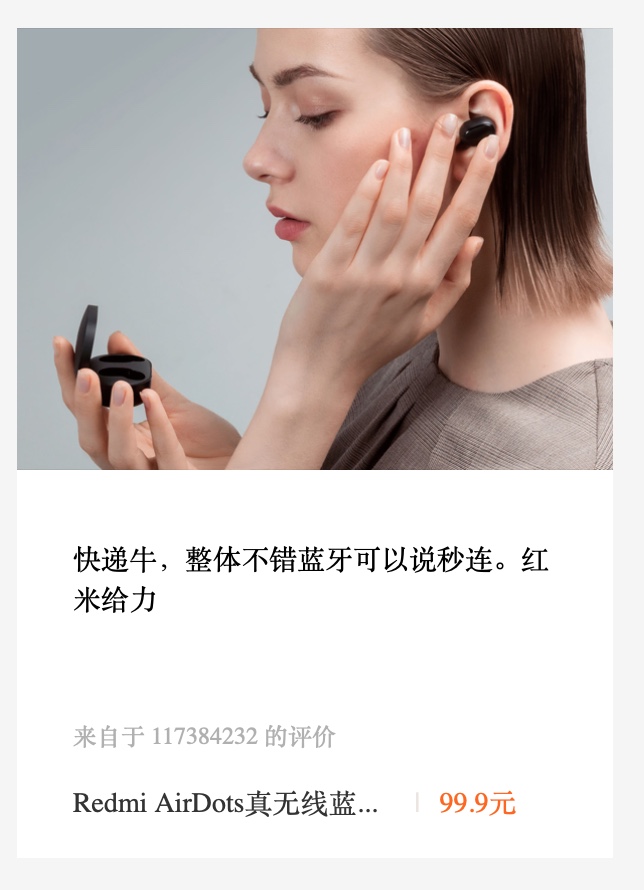 快递牛，整体不错蓝牙可以说秒连。红
米给力
来自于 117384232 的评价
Redmi AirDots真无线蓝... | 99.9元